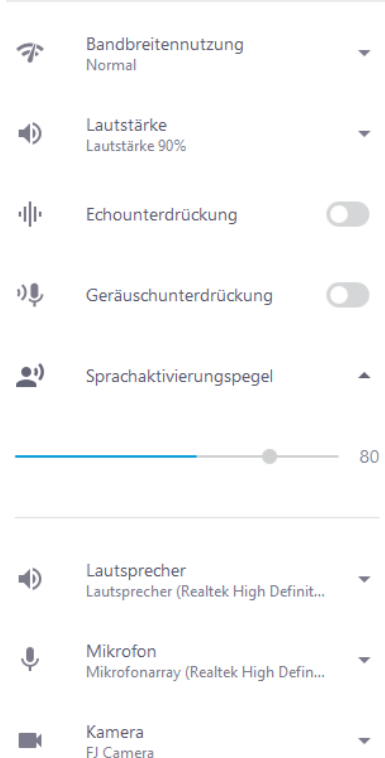 Bandbreitennutzung
Normal
Lautstärke
Lautstärke 90%
Echounterdrückung
Geräuschunterdrückung
Sprachaktivierungspegel
80
Lautsprecher
Lautsprecher (Realtek High Definit...
Mikrofon
Mikrofonarray (Realtek High Defin...
Kamera
FJ Camera